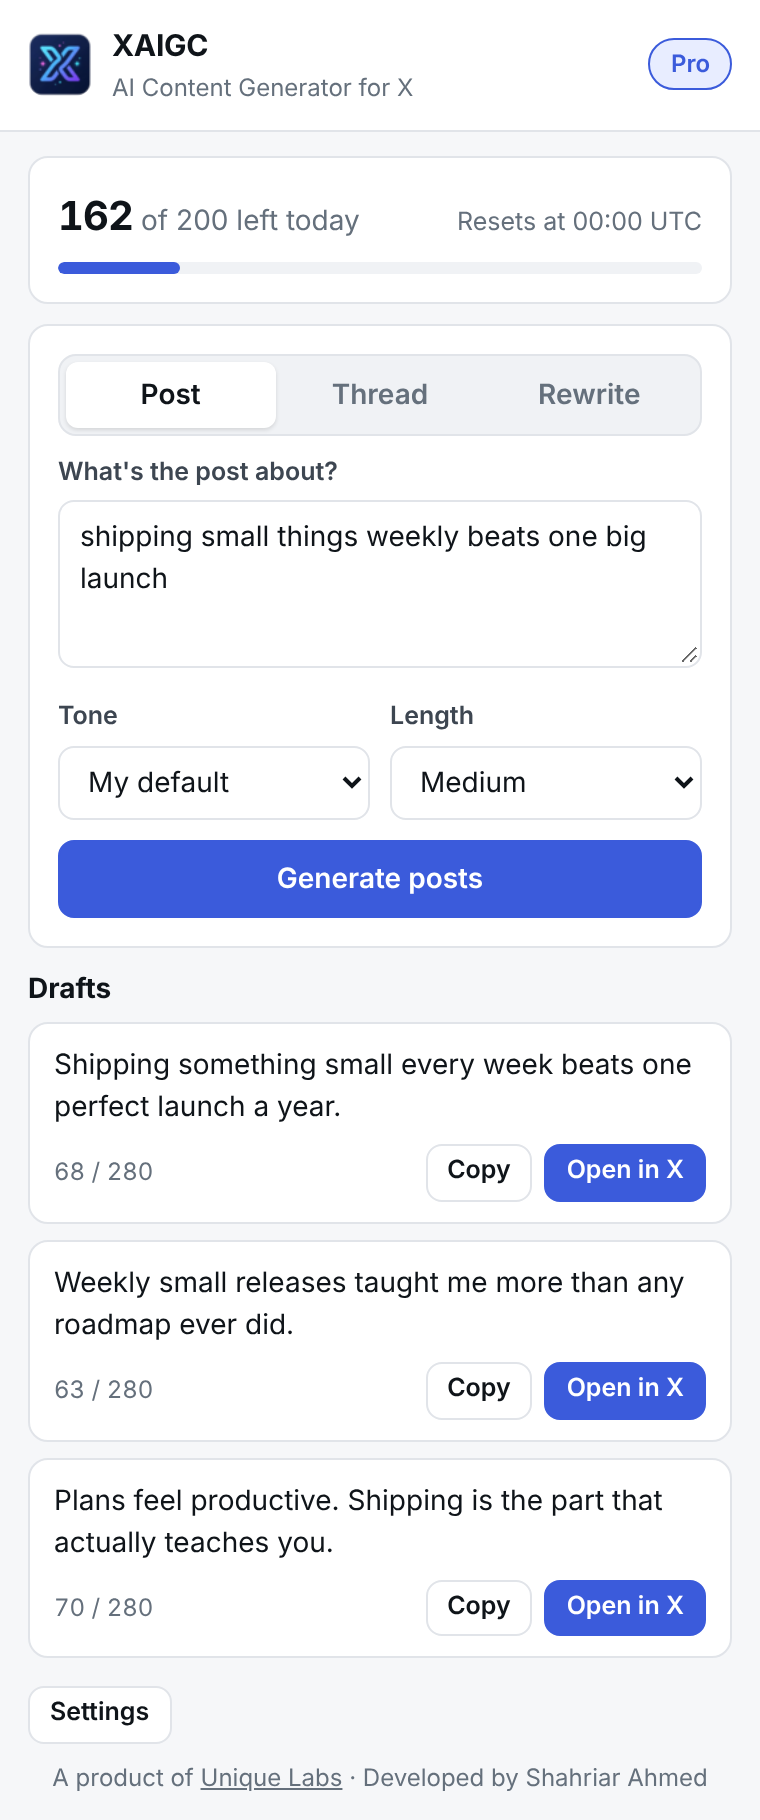 XAIGC
AI Content Generator for X
Pro
162 of 200 left today
Resets at 00:00 UTC
Post
Thread
Rewrite
What's the post about?
shipping small things weekly beats one big
launch
Tone
Length
My default
Medium
Generate posts
Drafts
Shipping something small every week beats one
perfect launch a year.
68 / 280
Copy
Open in X
Weekly small releases taught me more than any
roadmap ever did.
63 / 280
Copy
Open in X
Plans feel productive. Shipping is the part that
actually teaches you.
70 / 280
Copy
Open in X
Settings
A product of Unique Labs · Developed by Shahriar Ahmed